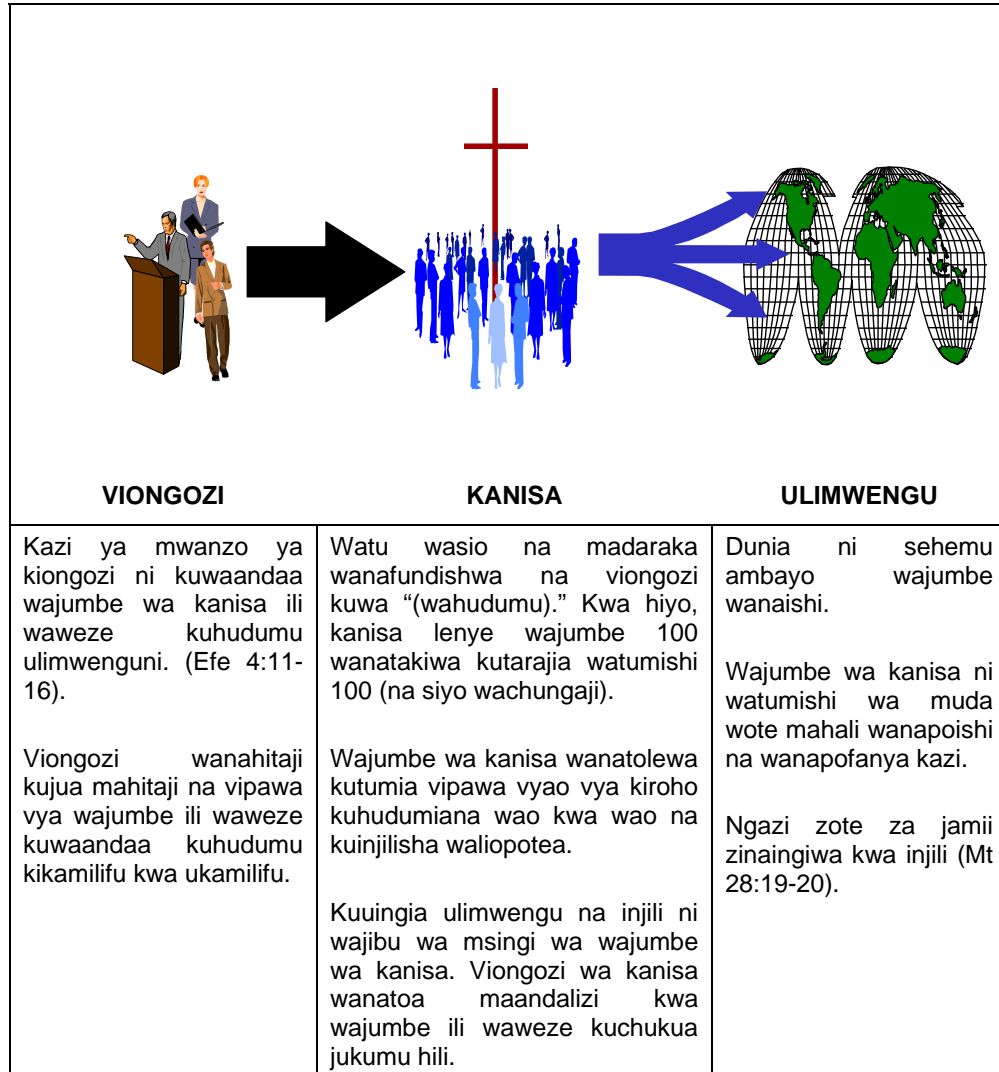 VIONGOZI
KANISA
ULIMWENGU
Kazi ya mwanzo ya
kiongozi ni kuwaandaa
wajumbe wa kanisa ili
waweze kuhudumu
ulimwenguni. (Efe 4:11-
16).
Viongozi wanahitaji
kujua mahitaji na vipawa
vya wajumbe ili waweze
kuwaandaa kuhudumu
kikamilifu kwa ukamilifu.
Watu wasio na madaraka
wanafundishwa na viongozi
kuwa “(wahudumu).” Kwa hiyo,
kanisa lenye wajumbe 100
wanatakiwa kutarajia watumishi
100 (na siyo wachungaji).
Wajumbe wa kanisa wanatolewa
kutumia vipawa vyao vya kiroho
kuhudumiana wao kwa wao na
kuinjilisha waliopotea.
Kuuingia ulimwengu na injili ni
wajibu wa msingi wa wajumbe
wa kanisa. Viongozi wa kanisa
wanatoa maandalizi kwa
wajumbe ili waweze kuchukua
jukumu hili.
Dunia ni sehemu
ambayo wajumbe
wanaishi.
Wajumbe wa kanisa ni
watumishi wa muda
wote mahali wanapoishi
na wanapofanya kazi.
Ngazi zote za jamii
zinaingiwa kwa injili (Mt
28:19-20).